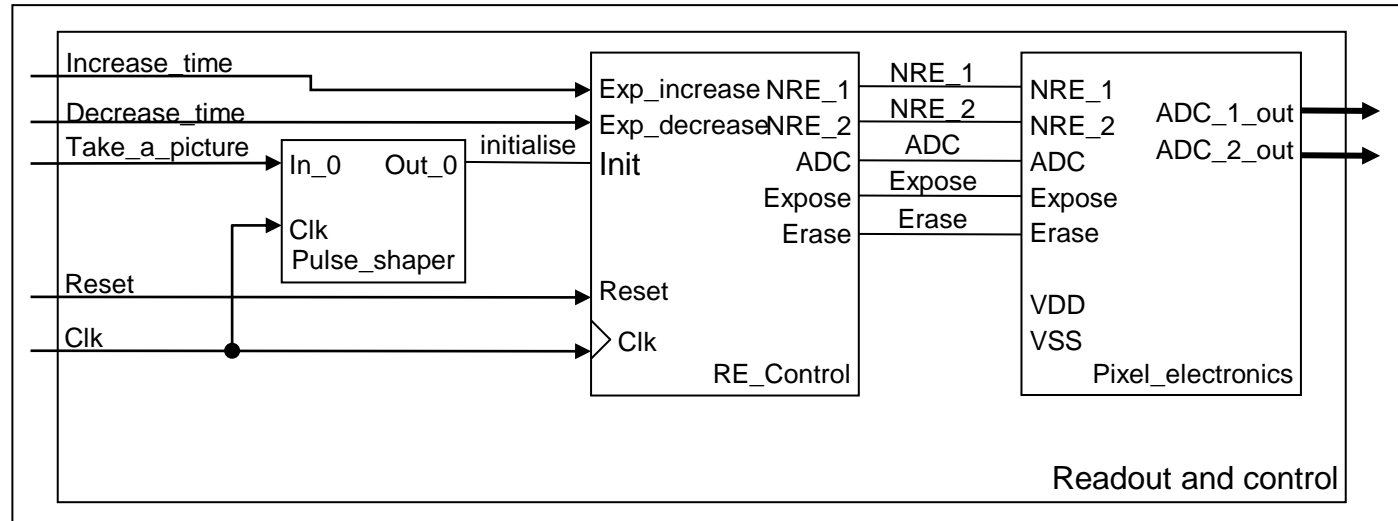 Increase_time
Decrease_time
Take_a_picture
Reset
Clk
In_0 Out_0
Clk
Pulse_shaper
initialise
Exp_increase NRE_1
Exp_decrease NRE_2
Init ADC
Expose
Erase
Reset
Clk
RE_Control
NRE_1
NRE_2
ADC
Expose
Erase
NRE_1
NRE_2
ADC
Expose
Erase
VDD
VSS
ADC_1_out
ADC_2_out
Pixel_electronics
Readout and control